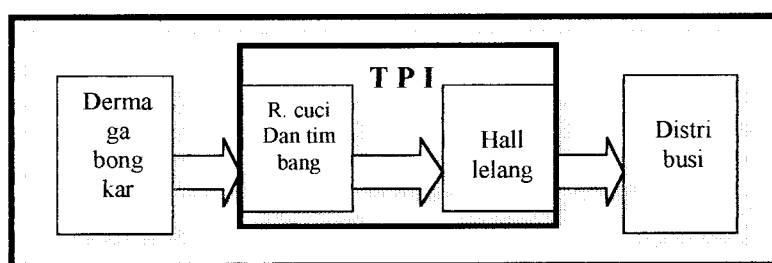 T P I
Derma
ga
bong
kar
R. cuci
Dan tim
bang
Hall
lelang
Distri
busi